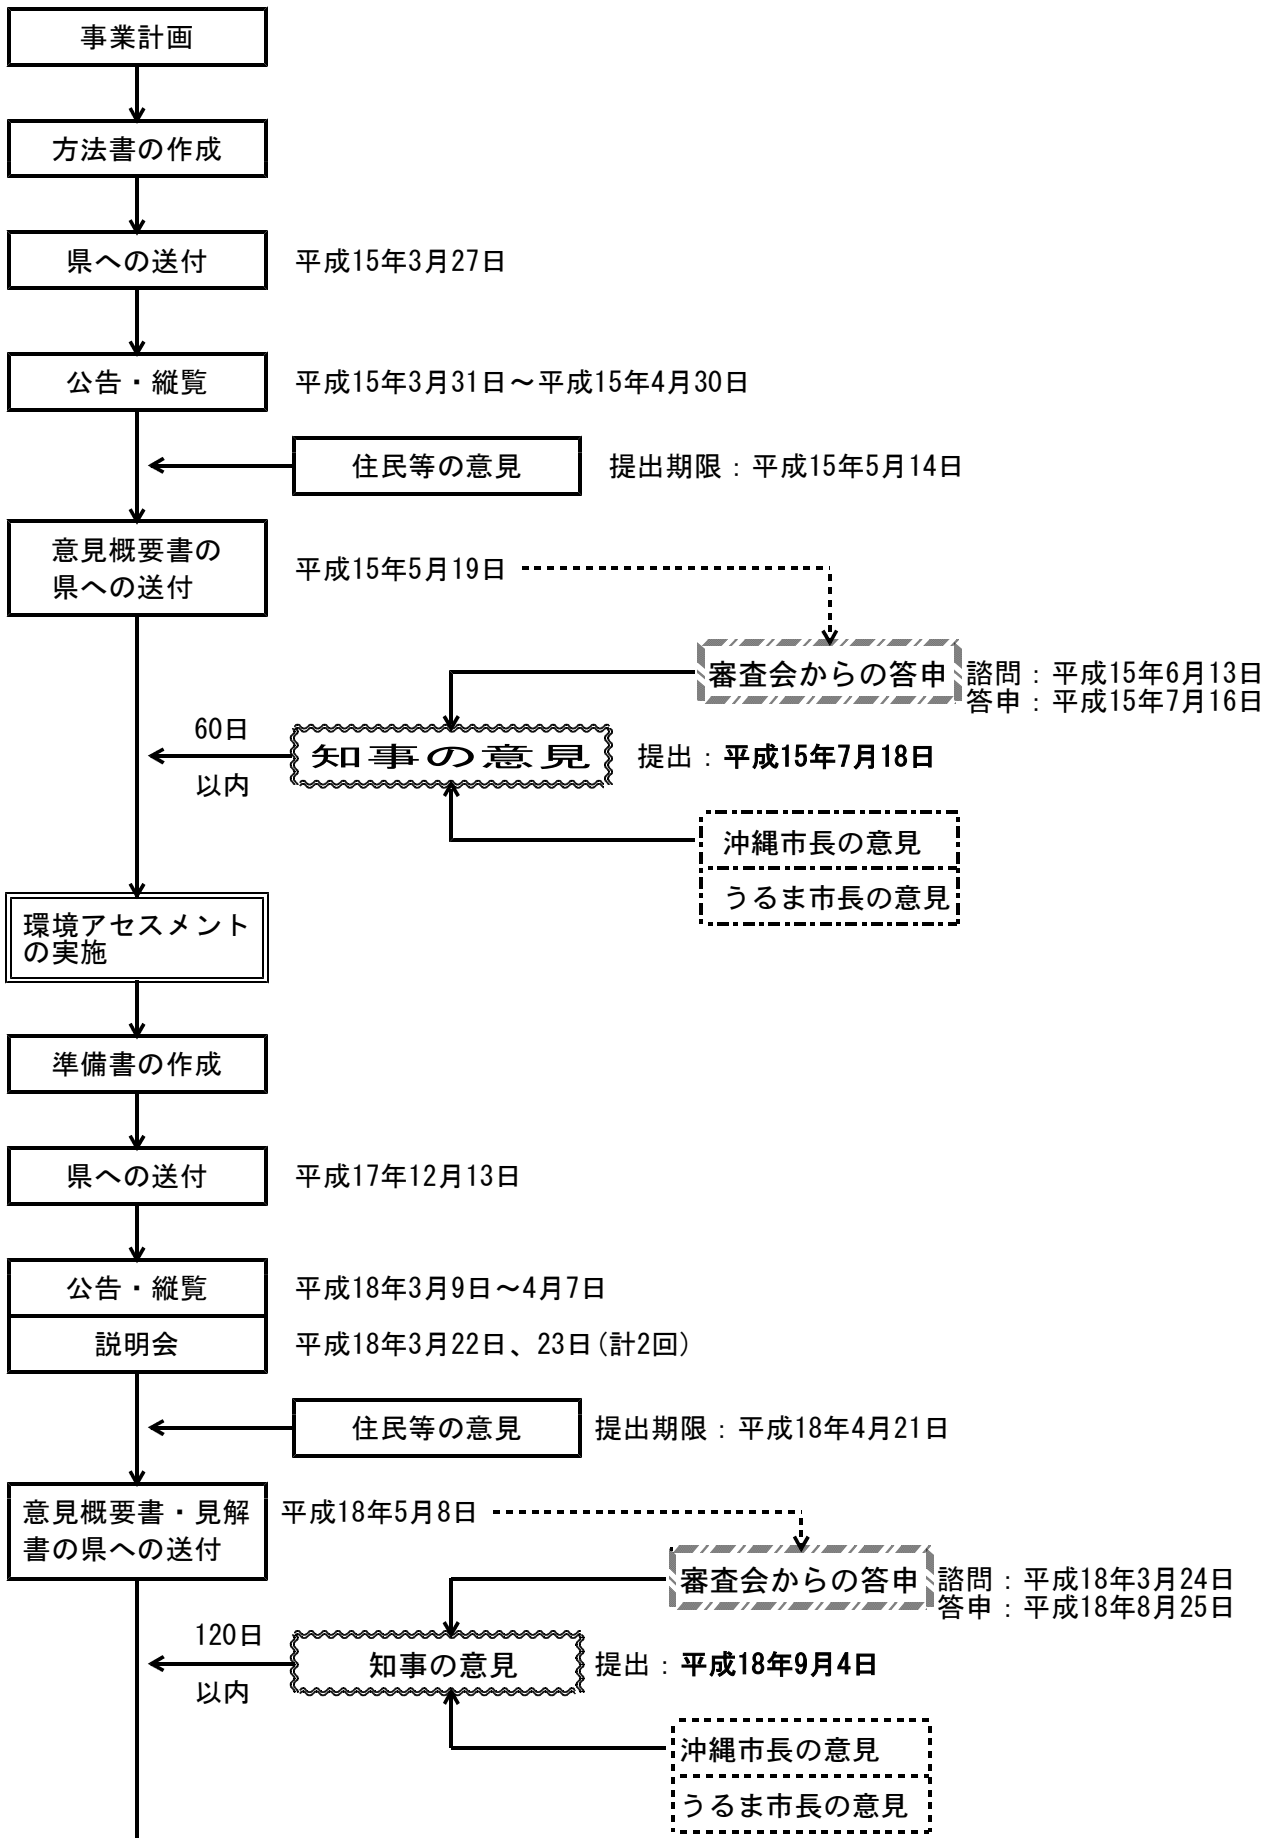 事業計画
方法書の作成
県への送付
平成15年3月27日
公告・縦覧
平成15年3月31日～平成15年4月30日
住民等の意見
提出期限：平成15年5月14日
意見概要書の
県への送付
平成15年5月19日
審査会からの答申
諮問：平成15年6月13日
答申：平成15年7月16日
60日
以内
知事の意見
提出：平成15年7月18日
沖縄市長の意見
うるま市長の意見
環境アセスメント
の実施
準備書の作成
県への送付
平成17年12月13日
公告・縦覧
平成18年3月9日～4月7日
説明会
平成18年3月22日、23日(計2回)
住民等の意見
提出期限：平成18年4月21日
意見概要書・見解
書の県への送付
平成18年5月8日
審査会からの答申
諮問：平成18年3月24日
答申：平成18年8月25日
120日
以内
知事の意見
提出：平成18年9月4日
沖縄市長の意見
うるま市長の意見